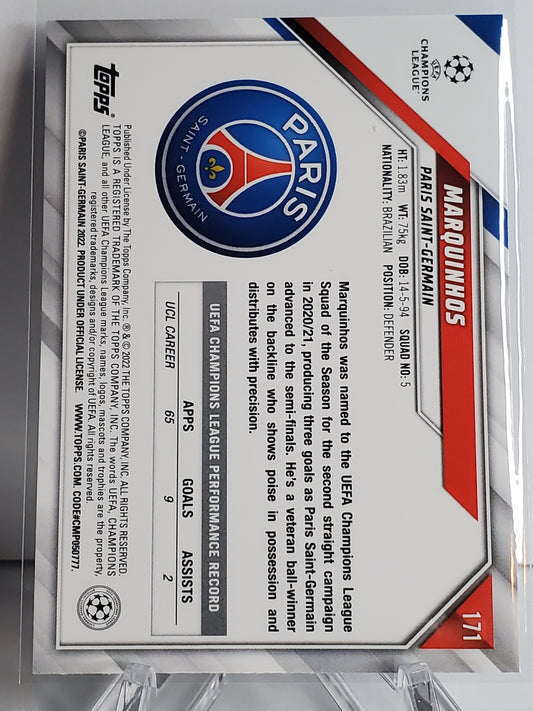 UEFA
CHAMPIONS
LEAGUE
MARQUINHOS
PARIS SAINT-GERMAIN
HT: 1.83m WT: 75kg DOB: 14-5-94 SQUAD NO: 5
NATIONALITY: BRAZILIAN POSITION: DEFENDER
171
PARIS
SAINT-GERMAIN
Marquinhos was named to the UEFA Champions League
Squad of the Season for the second straight campaign
in 2020/21, producing three goals as Paris Saint-Germain
advanced to the semi-finals. He's a veteran ball-winner
on the backline who shows poise in possession and
distributes with precision.
UEFA CHAMPIONS LEAGUE PERFORMANCE RECORD
APPS GOALS ASSISTS
UCL CAREER 65 9 2
topps®
Published Under License by The Topps Company, Inc. ® & © 2022 THE TOPPS COMPANY, INC. ALL RIGHTS RESERVED.
TOPPS IS A REGISTERED TRADEMARK OF THE TOPPS COMPANY, INC. The words UEFA, CHAMPIONS
LEAGUE, and all other UEFA Champions League marks, names, logos, mascots and trophies are the property,
registered trademarks, designs and/or copyright of UEFA. All rights reserved.
©PARIS SAINT-GERMAIN 2022. PRODUCT UNDER OFFICIAL LICENSE. WWW.TOPPS.COM. CODE#CMP050777.